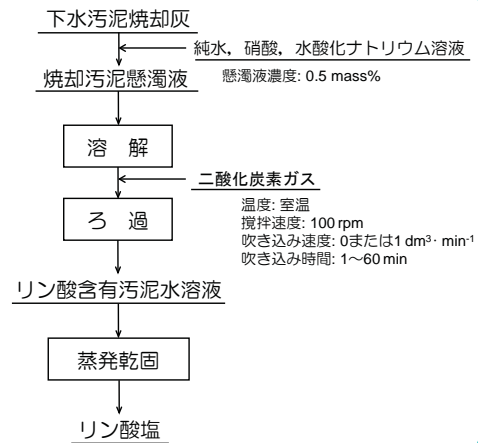 下水汚泥焼却灰
純水，硝酸，水酸化ナトリウム溶液
焼却汚泥懸濁液
懸濁液濃度: 0.5 mass%
溶　解
二酸化炭素ガス
ろ　過
温度: 室温
撹拌速度: 100 rpm
吹き込み速度: 0または1 dm³· min⁻¹
吹き込み時間: 1～60 min
リン酸含有汚泥水溶液
蒸発乾固
リン酸塩